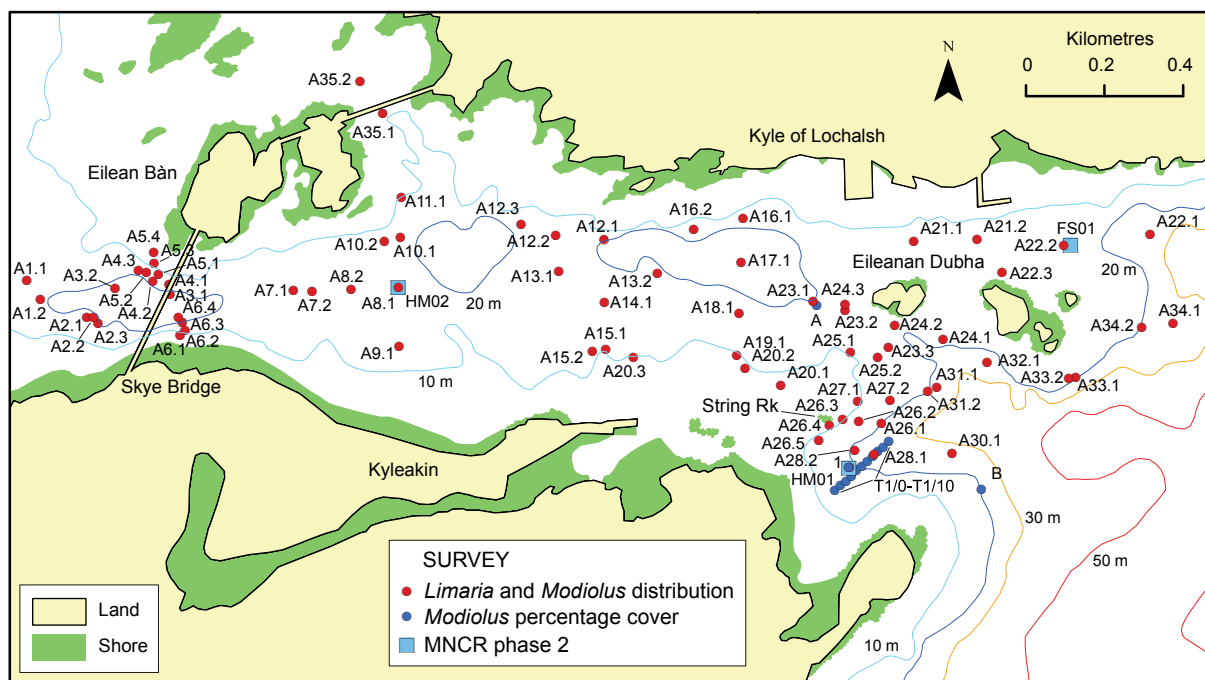 Kilometres
0 0.2 0.4
N
A35.2
A35.1
Kyle of Lochalsh
Eilean Bàn
A11.1
A12.3
A16.2
A16.1
A12.1
A12.2
A21.1
A21.2
FS01
A22.1
A22.2
A5.4
A5.3
A4.3
A5.1
A10.2
A10.1
Eileanan Dubha
A1.1
A3.2
A4.1
A8.2
A13.1
A13.2
A17.1
A22.3
20 m
A5.2
A3.1
A7.1
A7.2
A8.1
HM02
20 m
A23.1
A24.3
A1.2
A4.2
A6.4
A14.1
A18.1
A
A23.2
A34.1
A2.1
A2.3
A6.3
A24.2
A34.2
A2.2
A6.2
A6.1
A9.1
A15.1
A19.1
A25.1
A24.1
A15.2
A20.2
A23.3
A32.1
Skye Bridge
10 m
A20.3
A20.1
A25.2
A31.1
A33.2
A33.1
A27.1
A27.2
A26.3
A31.2
String Rk
A26.2
A26.4
A26.1
A26.5
A30.1
Kyleakin
A28.2
A28.1
1
HM01
B
T1/0-T1/10
30 m
50 m
10 m
SURVEY
Limaria and Modiolus distribution
Modiolus percentage cover
MNCR phase 2
Land
Shore